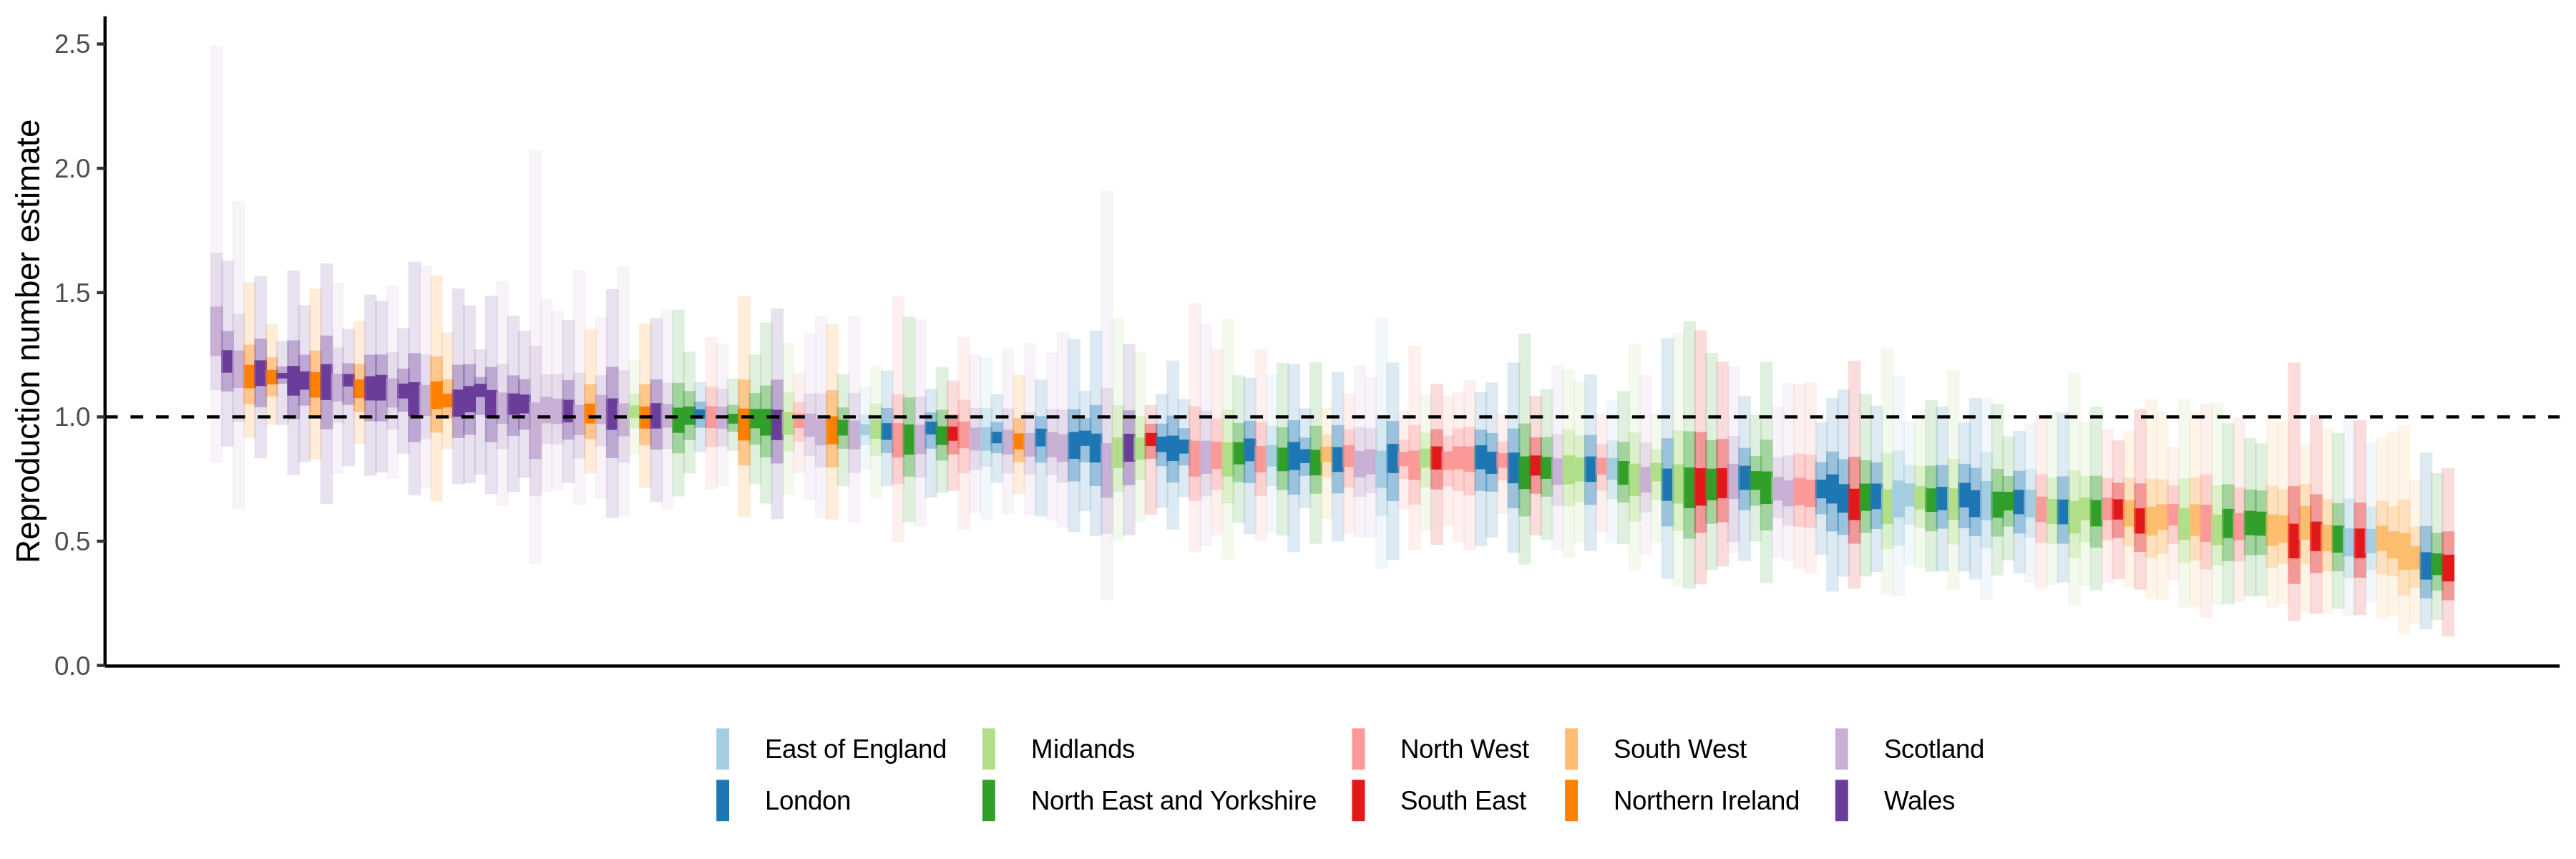 Reproduction number estimate
2.5
2.0
1.5
1.0
0.5
0.0
East of England Midlands North West South West Scotland
London North East and Yorkshire South East Northern Ireland Wales